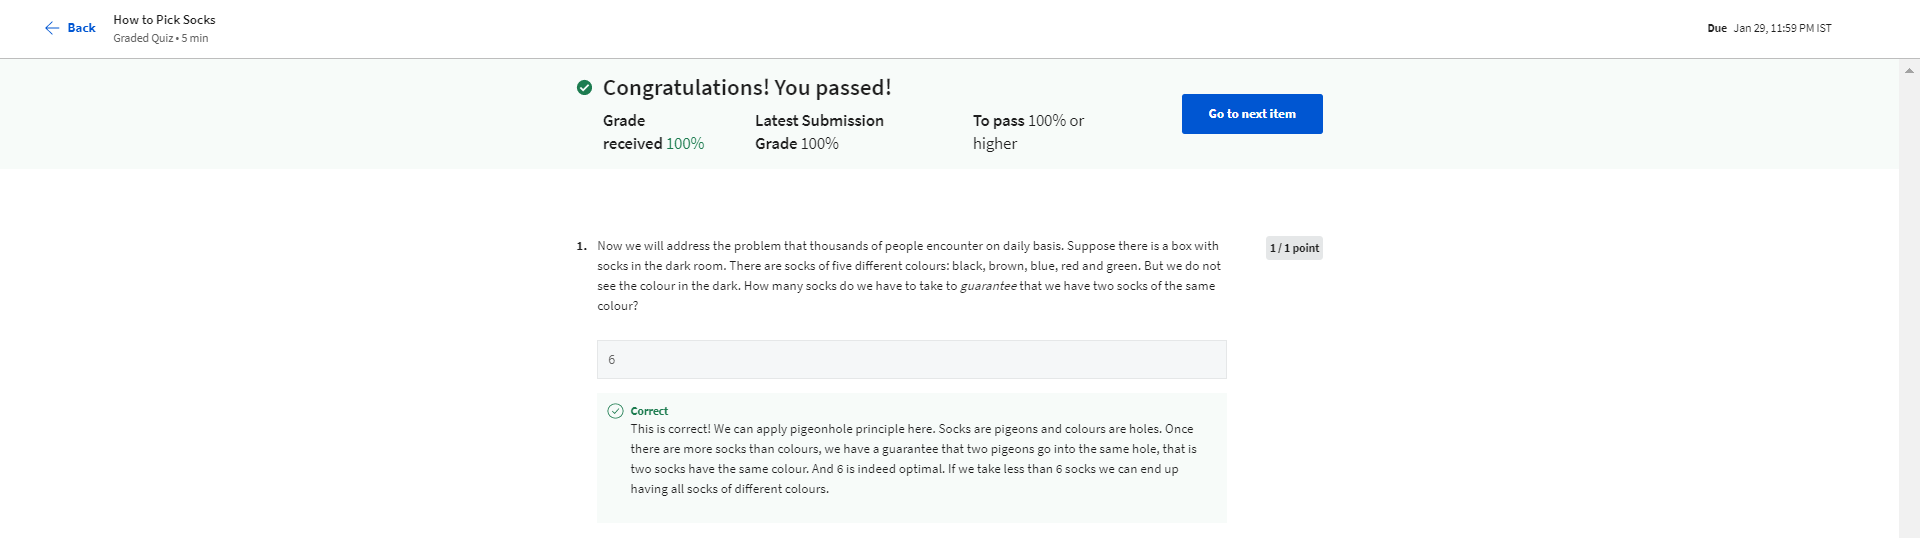 Back
How to Pick Socks
Graded Quiz • 5 min
Due Jan 29, 11:59 PM IST
Congratulations! You passed!
Grade
received 100%
Latest Submission
Grade 100%
To pass 100% or
higher
Go to next item
1. Now we will address the problem that thousands of people encounter on daily basis. Suppose there is a box with
socks in the dark room. There are socks of five different colours: black, brown, blue, red and green. But we do not
see the colour in the dark. How many socks do we have to take to guarantee that we have two socks of the same
colour?
1 / 1 point
6
Correct
This is correct! We can apply pigeonhole principle here. Socks are pigeons and colours are holes. Once
there are more socks than colours, we have a guarantee that two pigeons go into the same hole, that is
two socks have the same colour. And 6 is indeed optimal. If we take less than 6 socks we can end up
having all socks of different colours.